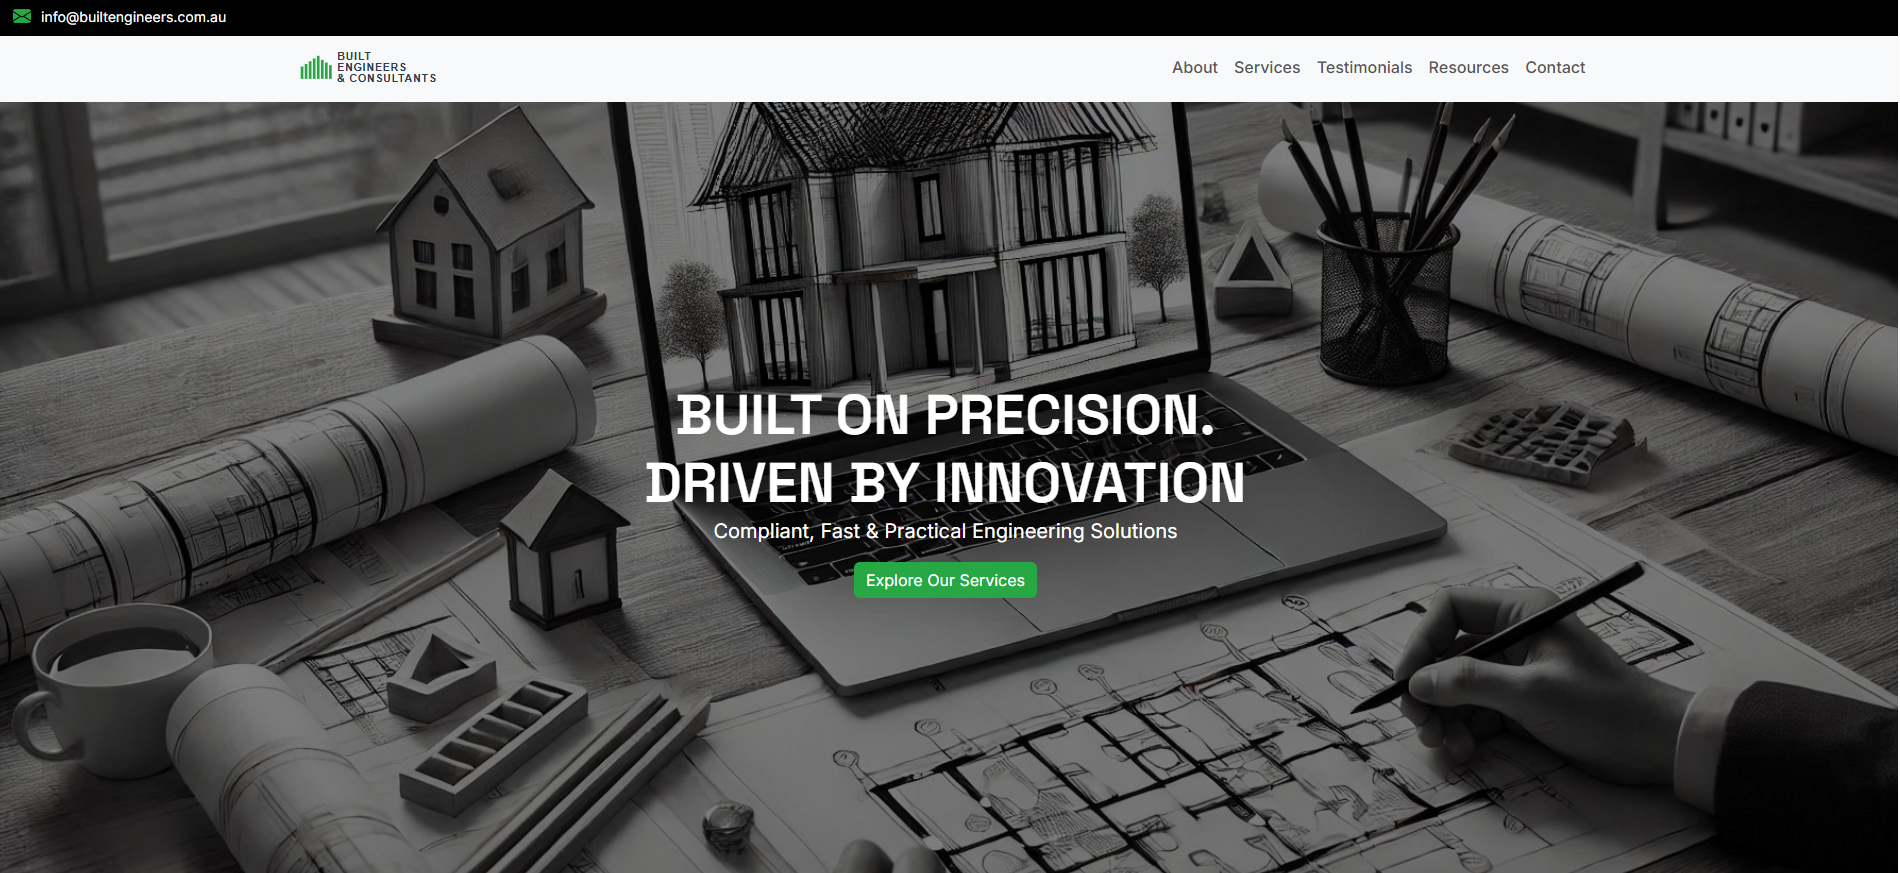 info@builtengineers.com.au
BUILT
ENGINEERS
& CONSULTANTS
About Services Testimonials Resources Contact
BUILT ON PRECISION.
DRIVEN BY INNOVATION
Compliant, Fast & Practical Engineering Solutions
Explore Our Services